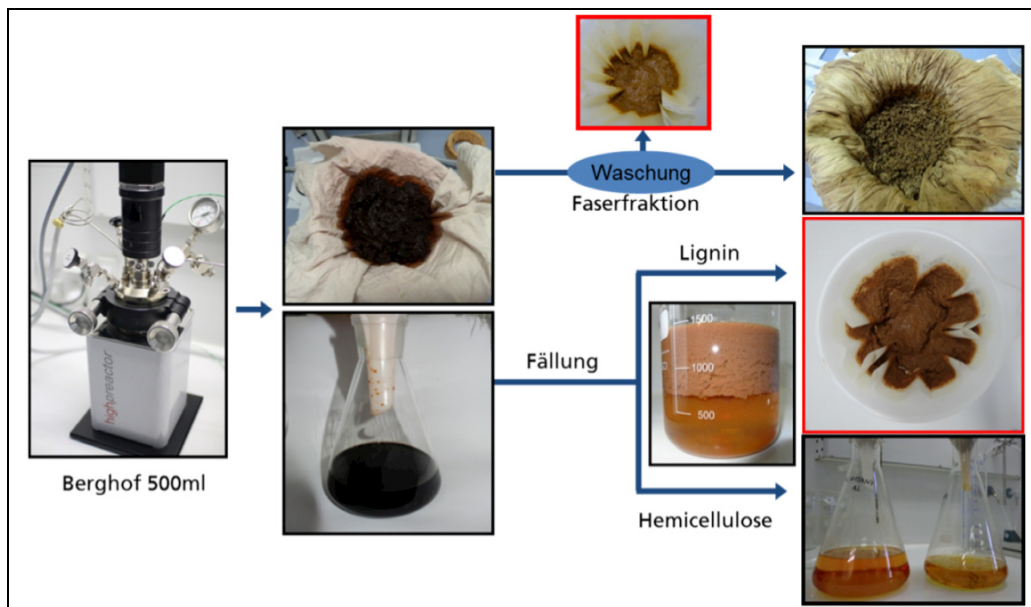 Waschung
Faserfraktion
Lignin
highpreactor
Fällung
1500
1000
500
Berghof 500ml
Hemicellulose